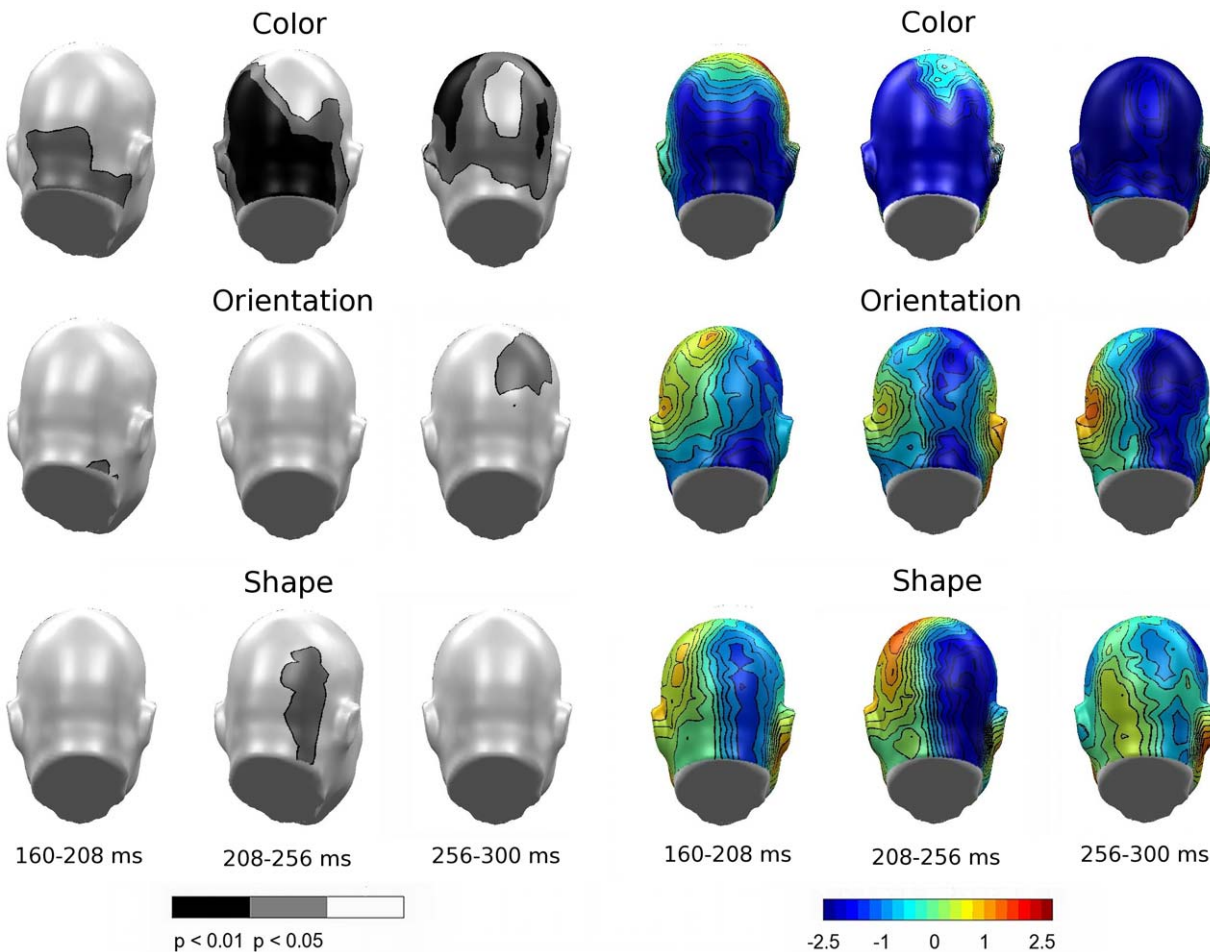 Color Color
Orientation Orientation
Shape Shape
160-208 ms 208-256 ms 256-300 ms 160-208 ms 208-256 ms 256-300 ms
p < 0.01 p < 0.05 -2.5 -1 0 1 2.5